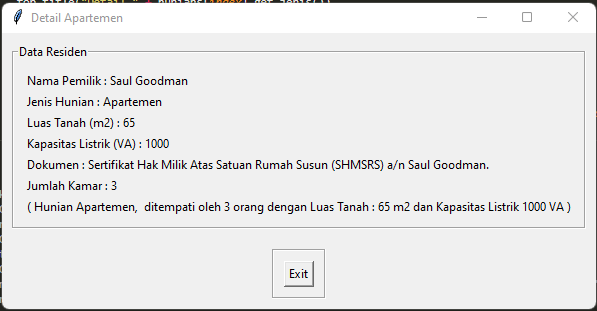 Detail Apartemen
Data Residen
Nama Pemilik : Saul Goodman
Jenis Hunian : Apartemen
Luas Tanah (m2) : 65
Kapasitas Listrik (VA) : 1000
Dokumen : Sertifikat Hak Milik Atas Satuan Rumah Susun (SHMSRS) a/n Saul Goodman.
Jumlah Kamar : 3
( Hunian Apartemen,  ditempati oleh 3 orang dengan Luas Tanah : 65 m2 dan Kapasitas Listrik 1000 VA )
Exit